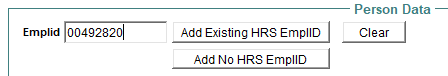 Person Data
Emplid 00492820 Add Existing HRS EmplID Clear
Add No HRS EmplID